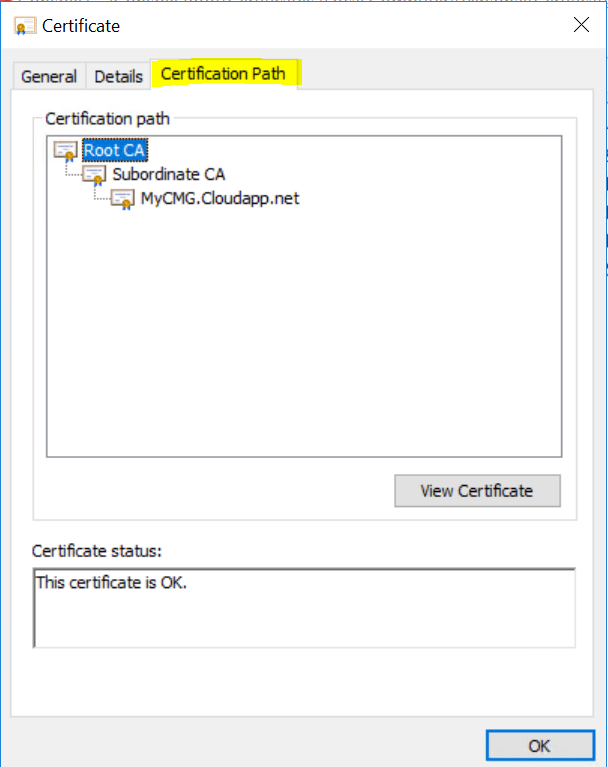 Certificate
General Details Certification Path
Certification path
Root CA
Subordinate CA
MyCMG.Cloudapp.net
View Certificate
Certificate status:
This certificate is OK.
OK